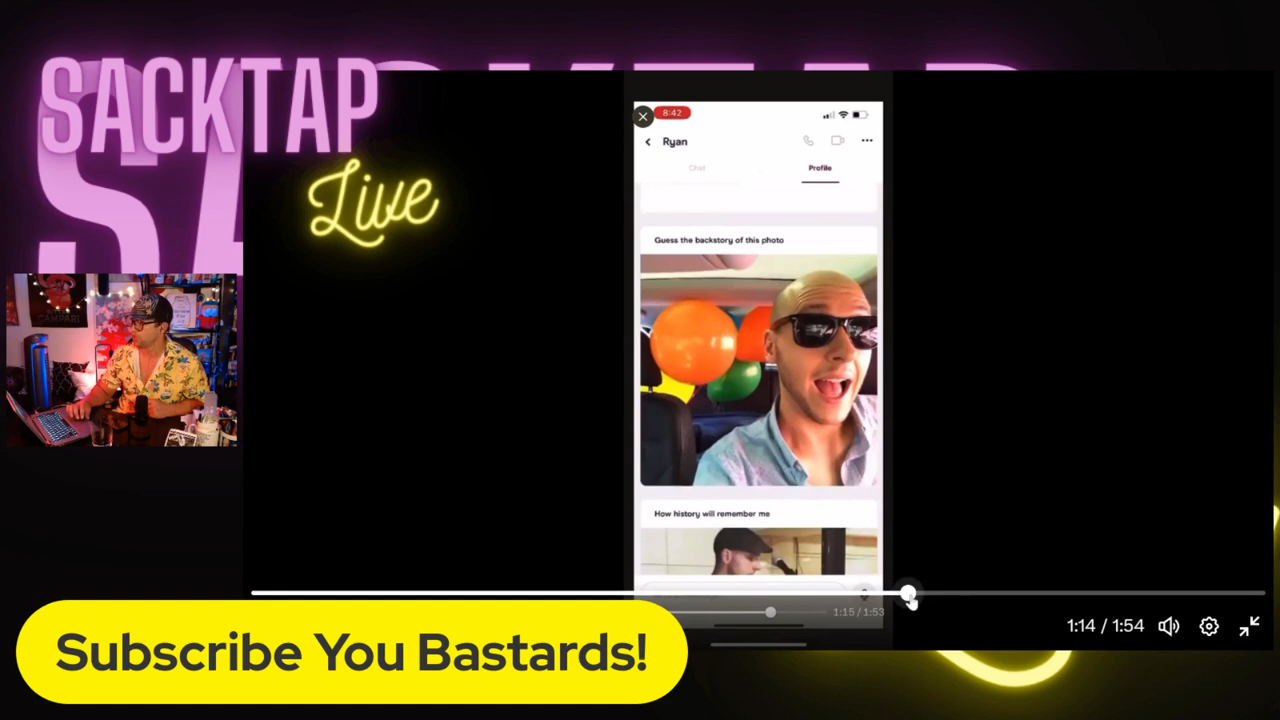 SACKTAP
Live
8:42
Ryan
Chat
Profile
Guess the backstory of this photo
How history will remember me
1:15 / 1:53
1:14 / 1:54
CAMPARI
Subscribe You Bastards!